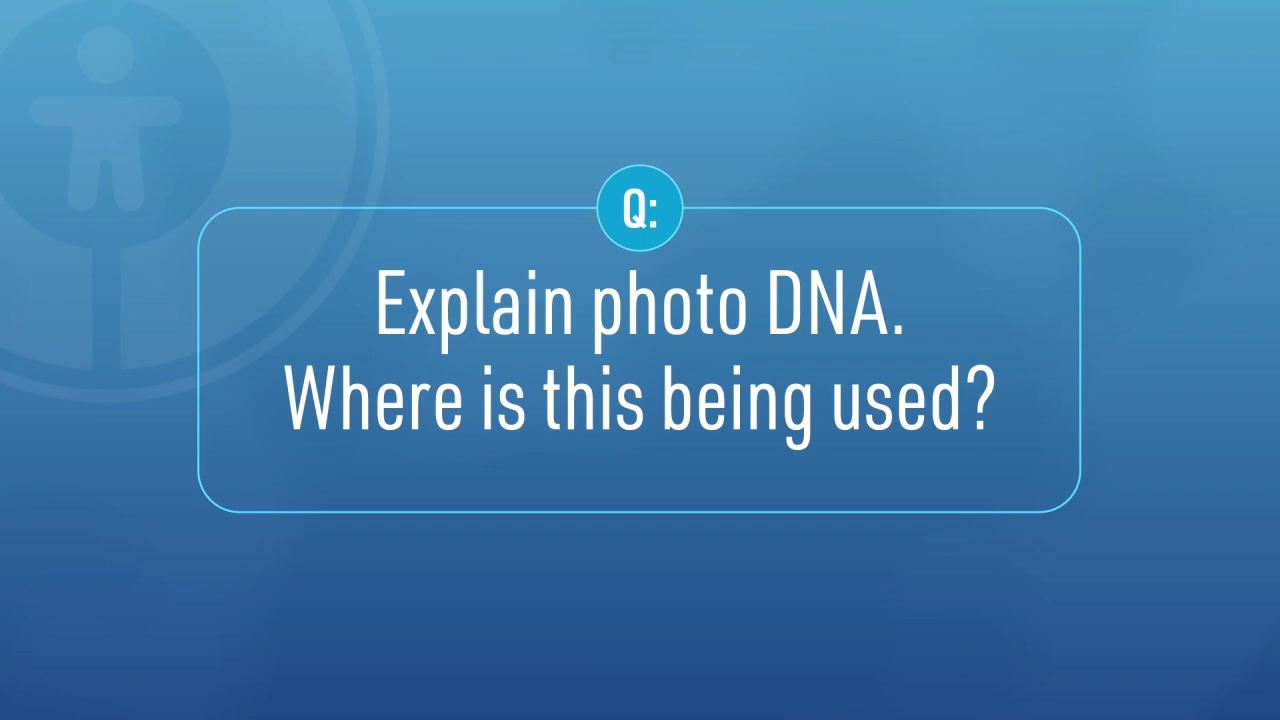 Q:
Explain photo DNA.
Where is this being used?